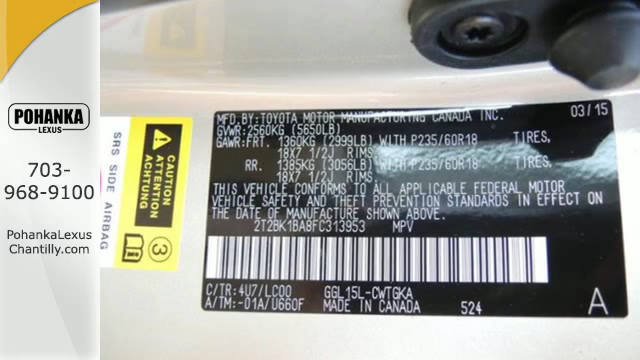 POHANKA
LEXUS
703-
968-9100
PohankaLexus
Chantilly.com
SRS SIDE AIRBAG
CAUTION
ATTENTION
ACHTUNG
3
MFD. BY: TOYOTA MOTOR MANUFACTURING CANADA INC. 03/15
GVWR: 2560KG (5650LB)
GAWR: FRT. 1360KG (2999LB) WITH P235/60R18 TIRES,
18X7 1/2J RIMS
RR. 1385KG (3056LB) WITH P235/60R18 TIRES,
18X7 1/2J RIMS
THIS VEHICLE CONFORMS TO ALL APPLICABLE FEDERAL MOTOR
VEHICLE SAFETY AND THEFT PREVENTION STANDARDS IN EFFECT ON
THE DATE OF MANUFACTURE SHOWN ABOVE.
2T2BK1BA8FC313953 MPV
C/TR: 4U7/LC00 GGL15L-CWTGKA
A/TM: -01A/U660F MADE IN CANADA 524 A